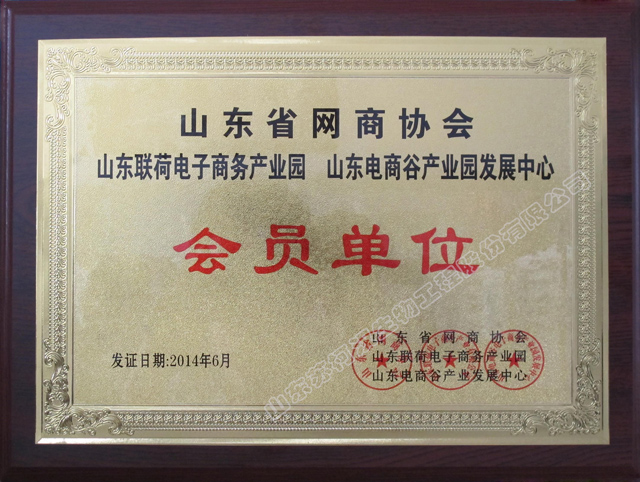 山东省网商协会
山东联荷电子商务产业园 山东电商谷产业园发展中心
会员单位
发证日期:2014年6月
山东省网商协会
山东联荷电子商务产业园
山东电商谷产业发展中心